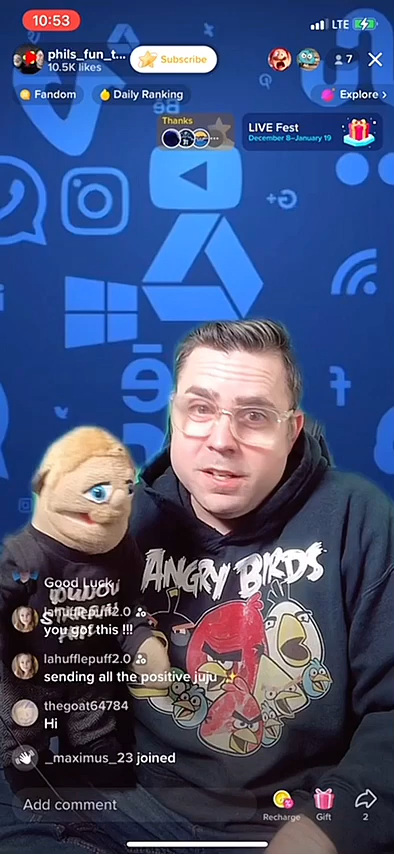 10:53
LTE
phils_fun_t...
10.5K likes
Subscribe
7
Fandom
Daily Ranking
Explore >
Thanks
LIVE Fest
December 8–January 19
G+
ANGRY BIRDS
Good Luck
lahufflepuff2.0
you got this !!!
lahufflepuff2.0
sending all the positive juju
thegoat64784
Hi
_maximus_23 joined
Add comment
Recharge
Gift
2